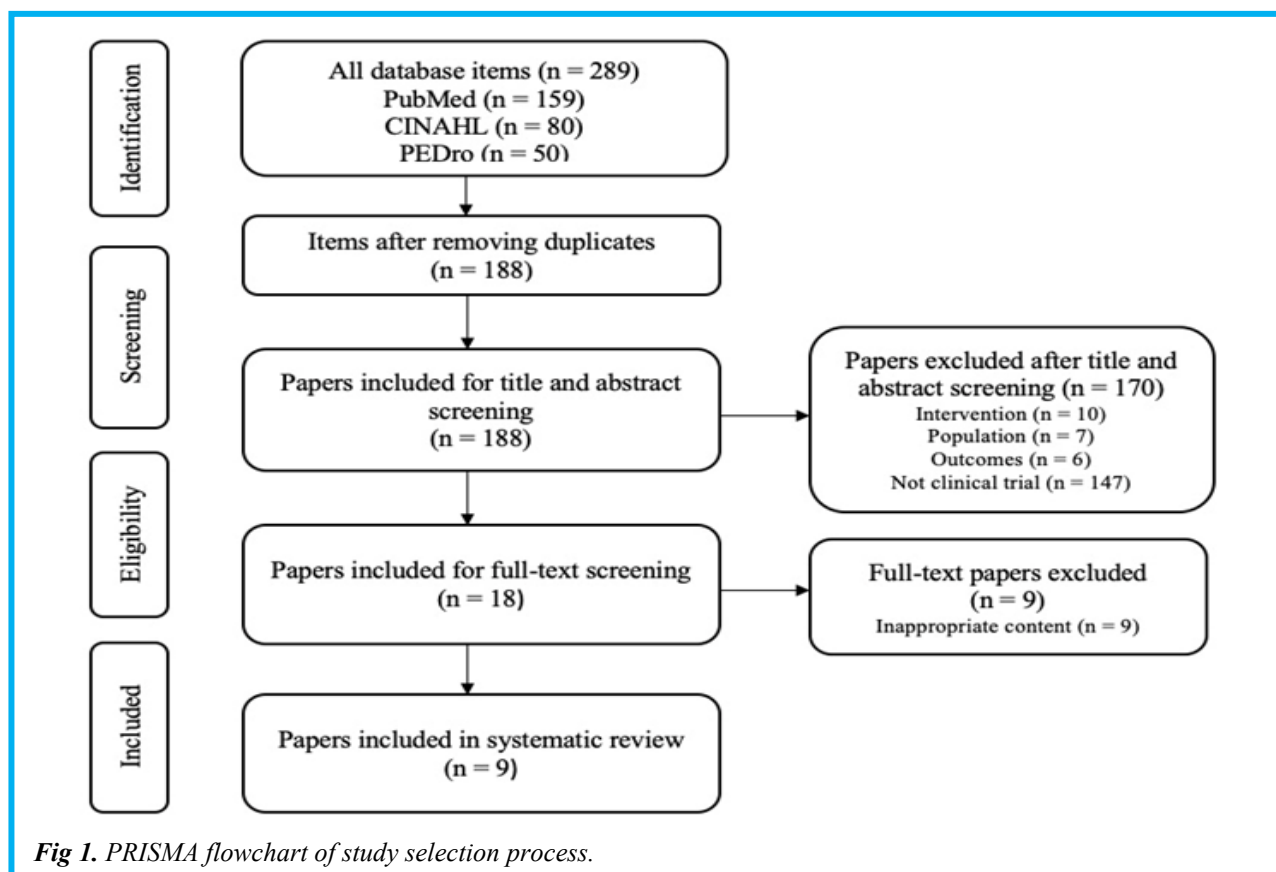 Identification
All database items (n = 289)
PubMed (n = 159)
CINAHL (n = 80)
PEDro (n = 50)
Items after removing duplicates
(n = 188)
Screening
Papers included for title and abstract
screening
(n = 188)
Papers excluded after title and
abstract screening (n = 170)
Intervention (n = 10)
Population (n = 7)
Outcomes (n = 6)
Not clinical trial (n = 147)
Eligibility
Papers included for full-text screening
(n = 18)
Full-text papers excluded
(n = 9)
Inappropriate content (n = 9)
Included
Papers included in systematic review
(n = 9)
Fig 1. PRISMA flowchart of study selection process.